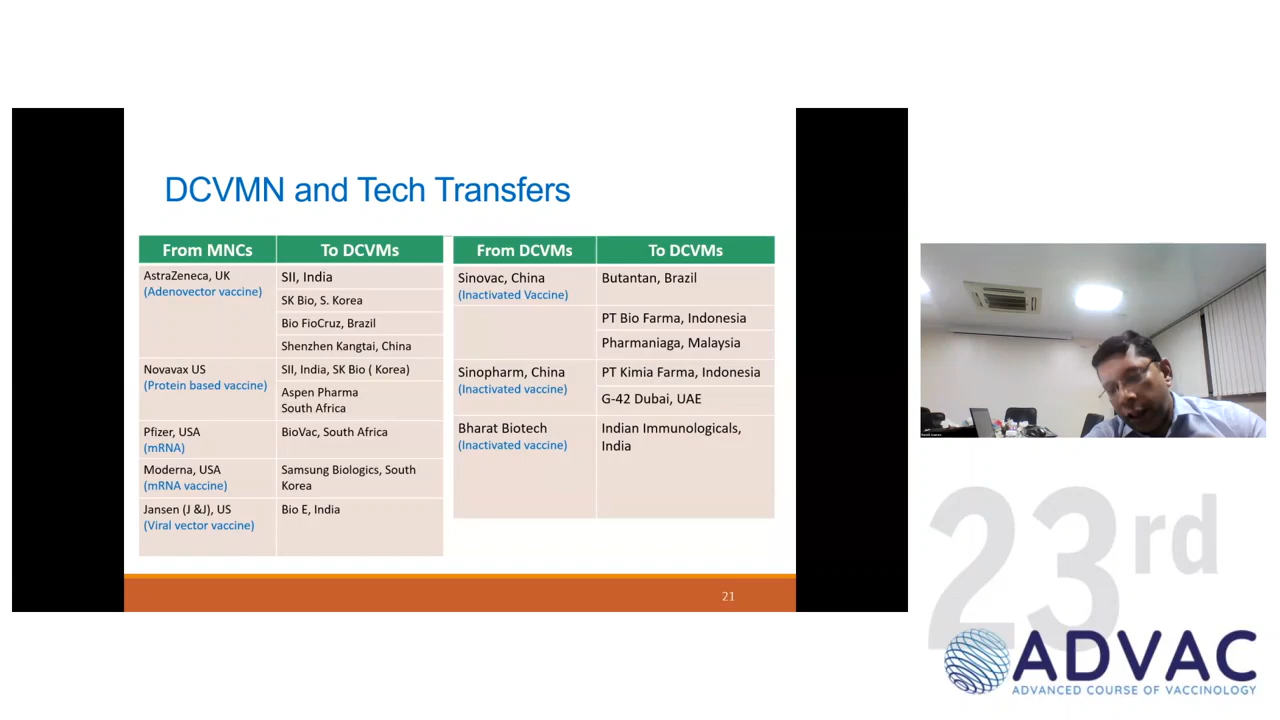 DCVMN and Tech Transfers
From MNCs
To DCVMs
AstraZeneca, UK
(Adenovector vaccine)
SII, India
SK Bio, S. Korea
Bio FioCruz, Brazil
Shenzhen Kangtai, China
Novavax US
(Protein based vaccine)
SII, India, SK Bio ( Korea)
Aspen Pharma
South Africa
Pfizer, USA
(mRNA)
BioVac, South Africa
Moderna, USA
(mRNA vaccine)
Samsung Biologics, South
Korea
Jansen (J &J), US
(Viral vector vaccine)
Bio E, India
From DCVMs
To DCVMs
Sinovac, China
(Inactivated Vaccine)
Butantan, Brazil
PT Bio Farma, Indonesia
Pharmaniaga, Malaysia
Sinopharm, China
(Inactivated vaccine)
PT Kimia Farma, Indonesia
G-42 Dubai, UAE
Bharat Biotech
(Inactivated vaccine)
Indian Immunologicals,
India
21
23rd
ADVAC
ADVANCED COURSE OF VACCINOLOGY